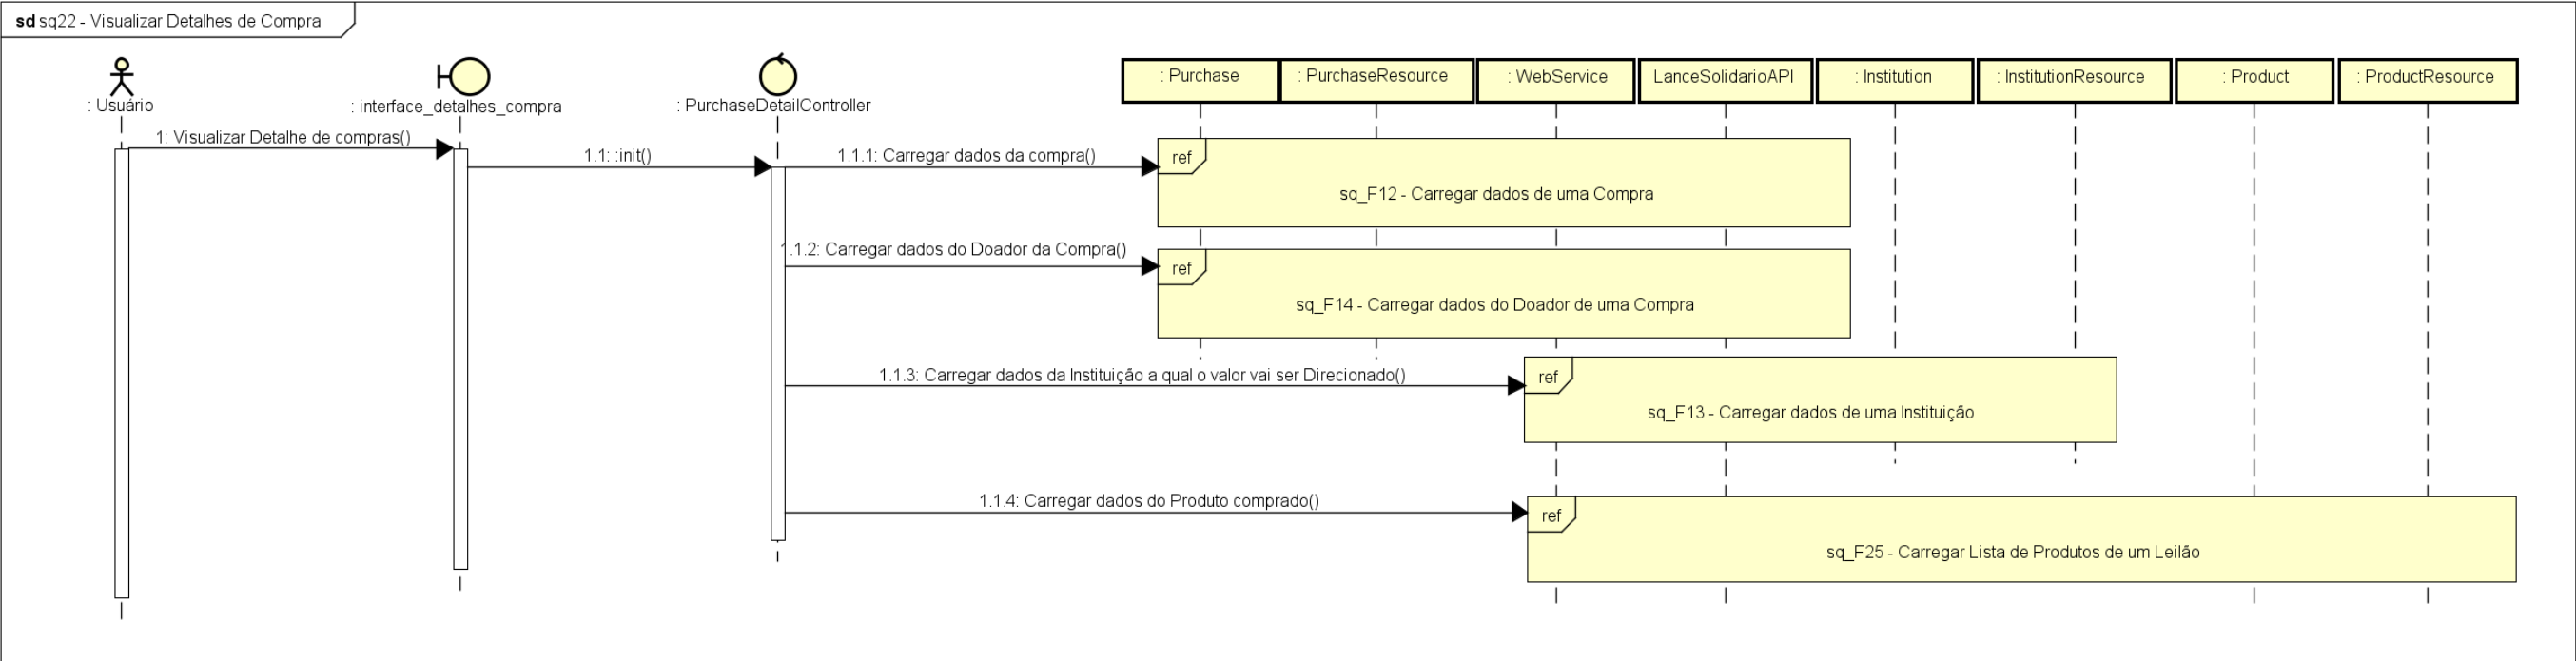 sd sq22 - Visualizar Detalhes de Compra
: Usuário
: interface_detalhes_compra
: PurchaseDetailController
: Purchase
: PurchaseResource
: WebService
LanceSolidarioAPI
: Institution
: InstitutionResource
: Product
: ProductResource
1: Visualizar Detalhe de compras()
1.1: :init()
1.1.1: Carregar dados da compra()
ref
sq_F12 - Carregar dados de uma Compra
1.1.2: Carregar dados do Doador da Compra()
ref
sq_F14 - Carregar dados do Doador de uma Compra
1.1.3: Carregar dados da Instituição a qual o valor vai ser Direcionado()
ref
sq_F13 - Carregar dados de uma Instituição
1.1.4: Carregar dados do Produto comprado()
ref
sq_F25 - Carregar Lista de Produtos de um Leilão